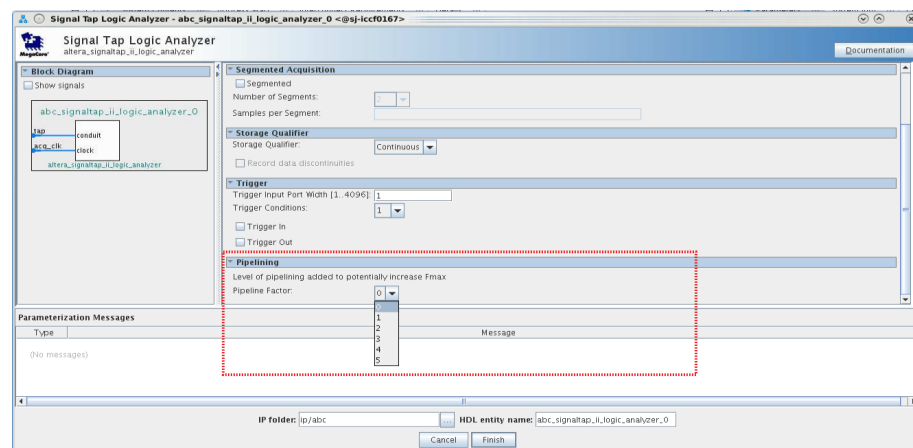 Signal Tap Logic Analyzer - abc_signaltap_ii_logic_analyzer_0 <@sj-iccf0167>
Signal Tap Logic Analyzer
MegaCore'
altera_signaltap_ii_logic_analyzer
Documentation
Block Diagram
Show signals
abc_signaltap_ii_logic_analyzer_0
tap
conduit
acq_clk
clock
altera_signaltap_ii_logic_analyzer
Segmented Acquisition
Segmented
Number of Segments:
2
Samples per Segment:
Storage Qualifier
Storage Qualifier:
Continuous
Record data discontinuities
Trigger
Trigger Input Port Width [1..4096]:
1
Trigger Conditions:
1
Trigger In
Trigger Out
Pipelining
Level of pipelining added to potentially increase Fmax
Pipeline Factor:
0
0
1
2
3
4
5
Parameterization Messages
Type
Message
(No messages)
IP folder: ip/abc
...
HDL entity name: abc_signaltap_ii_logic_analyzer_0
Cancel
Finish